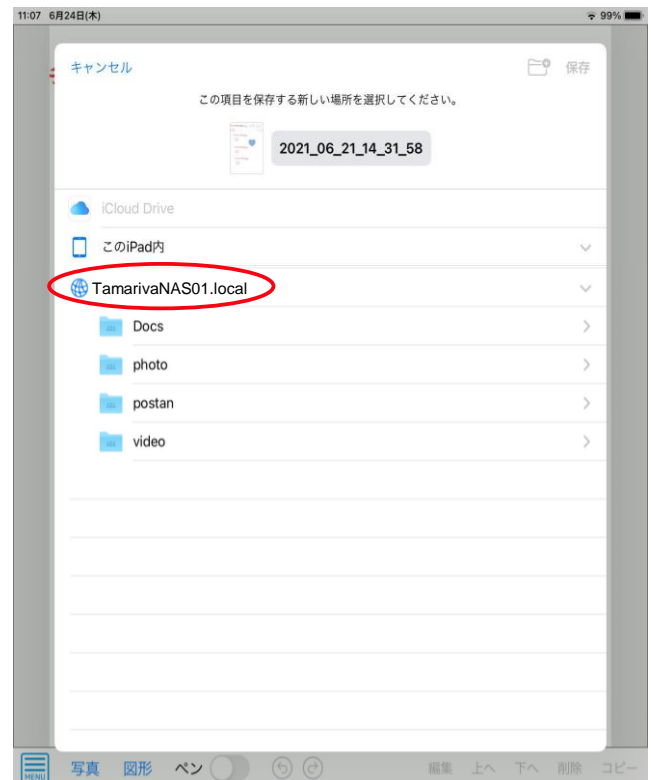 11:07 6月24日(木) 99%
キャンセル 保存
この項目を保存する新しい場所を選択してください。
2021_06_21_14_31_58
iCloud Drive
このiPad内
TamarivaNAS01.local
Docs
photo
postan
video
MENU 写真 図形 ペン 編集 上へ 下へ 削除 コピー